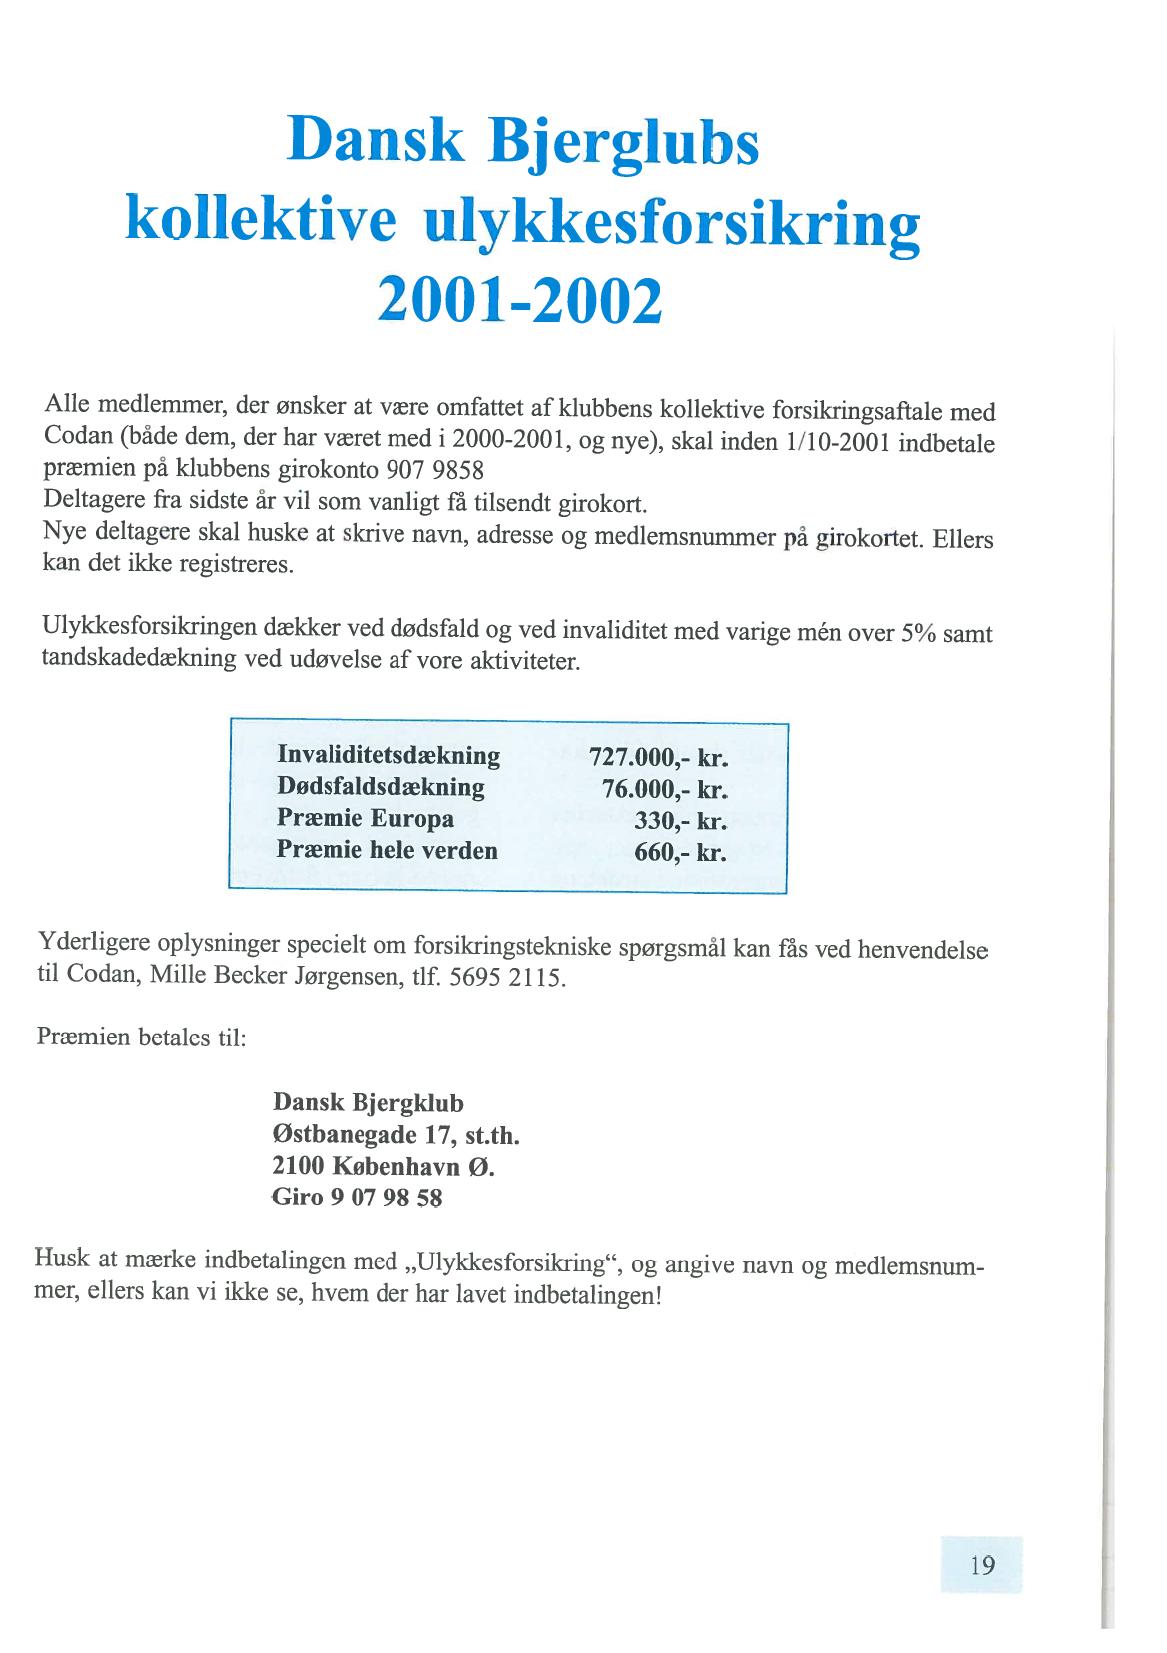 Dansk Bjerglubs
kollektive ulykkesforsikring
2001-2002
Alle medlemmer, der ønsker at være omfattet af klubbens kollektive forsikringsaftale med
Codan (både dem, der har været med i 2000-2001, og nye), skal inden 1/10-2001 indbetale
præmien på klubbens girokonto 907 9858
Deltagere fra sidste år vil som vanligt få tilsendt girokort.
Nye deltagere skal huske at skrive navn, adresse og medlemsnummer på girokortet. Ellers
kan det ikke registreres.
Ulykkesforsikringen dækker ved dødsfald og ved invaliditet med varige mén over 5% samt
tandskadedækning ved udøvelse af vore aktiviteter.
Invaliditetsdækning 727.000,- kr.
Dødsfaldsdækning 76.000,- kr.
Præmie Europa 330,- kr.
Præmie hele verden 660,- kr.
Yderligere oplysninger specielt om forsikringstekniske spørgsmål kan fås ved henvendelse
til Codan, Mille Becker Jørgensen, tlf. 5695 2115.
Præmien betales til:
Dansk Bjergklub
Østbanegade 17, st.th.
2100 København Ø.
Giro 9 07 98 58
Husk at mærke indbetalingen med „Ulykkesforsikring“, og angive navn og medlemsnum-
mer, ellers kan vi ikke se, hvem der har lavet indbetalingen!
19